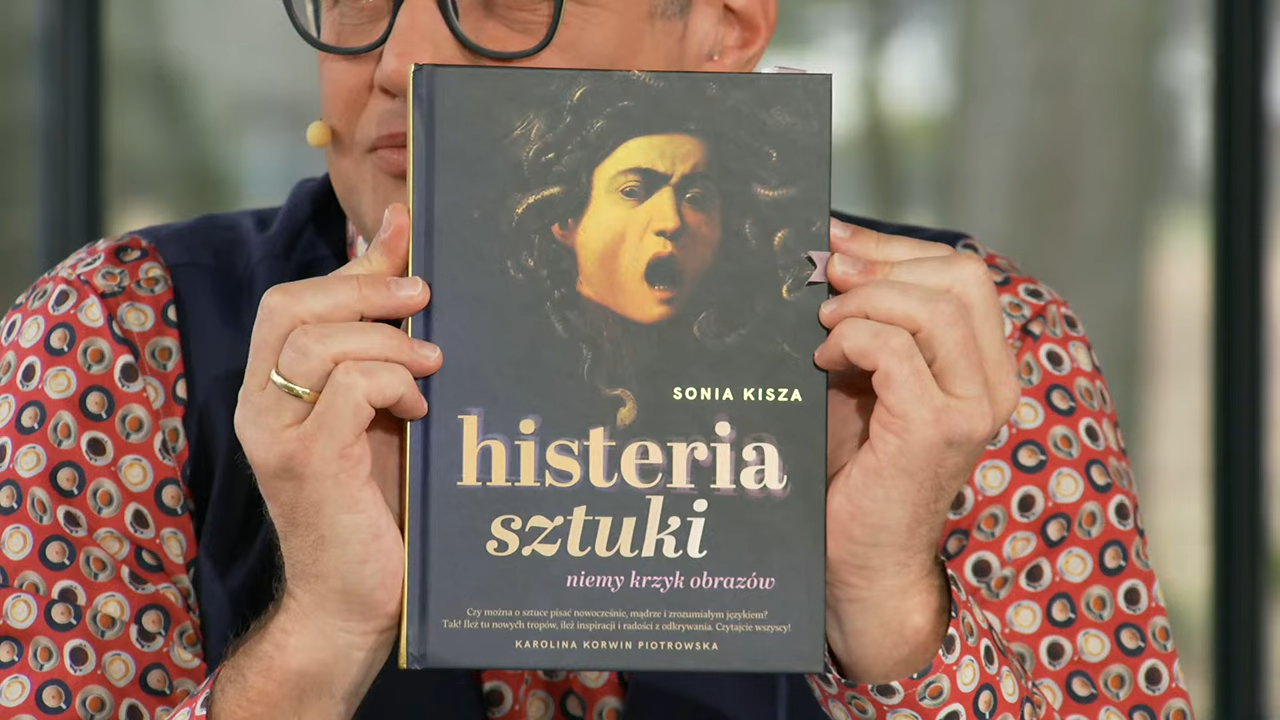 SONIA KISZA
histeria
sztuki
niemy krzyk obrazów
Czy można o sztuce pisać nowocześnie, mądrze i zrozumiałym językiem?
Tak! Ileż tu nowych tropów, ileż inspiracji i radości z odkrywania. Czytajcie wszyscy!
KAROLINA KORWIN PIOTROWSKA